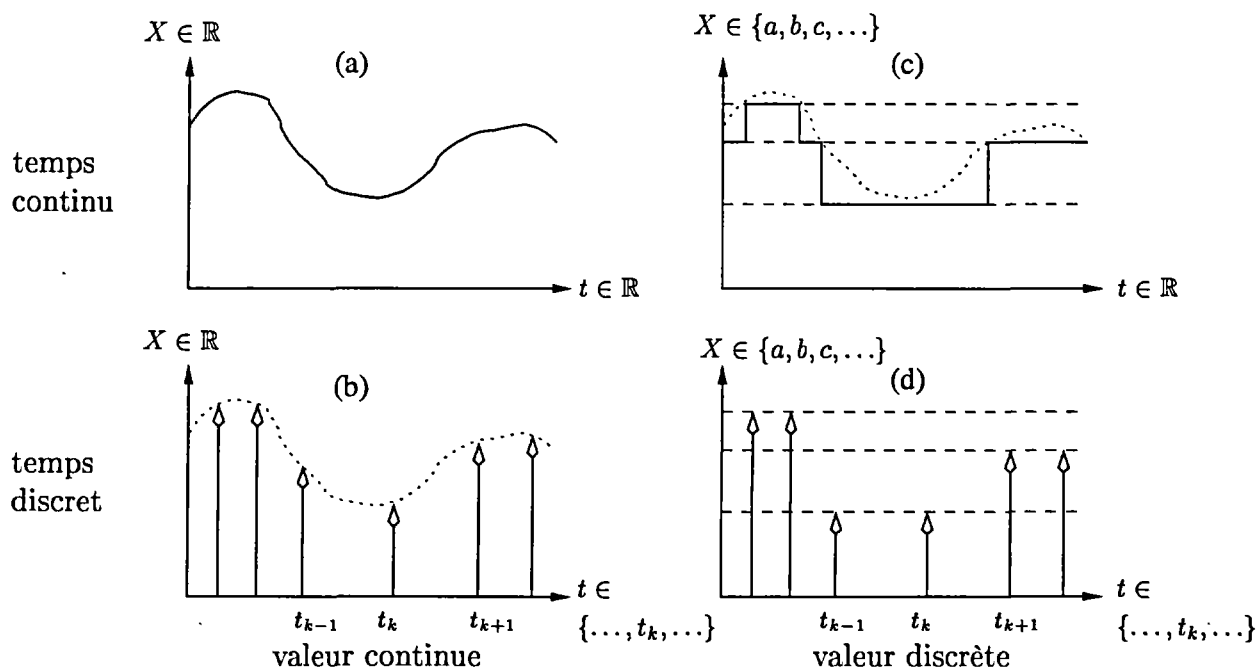 X ∈ ℝ
(a)
temps
continu
t ∈ ℝ
X ∈ {a, b, c, ...}
(c)
t ∈ ℝ
X ∈ ℝ
(b)
temps
discret
t ∈
t_{k−1} t_k t_{k+1} {..., t_k, ...}
valeur continue
X ∈ {a, b, c, ...}
(d)
t ∈
t_{k−1} t_k t_{k+1} {..., t_k, ...}
valeur discrète